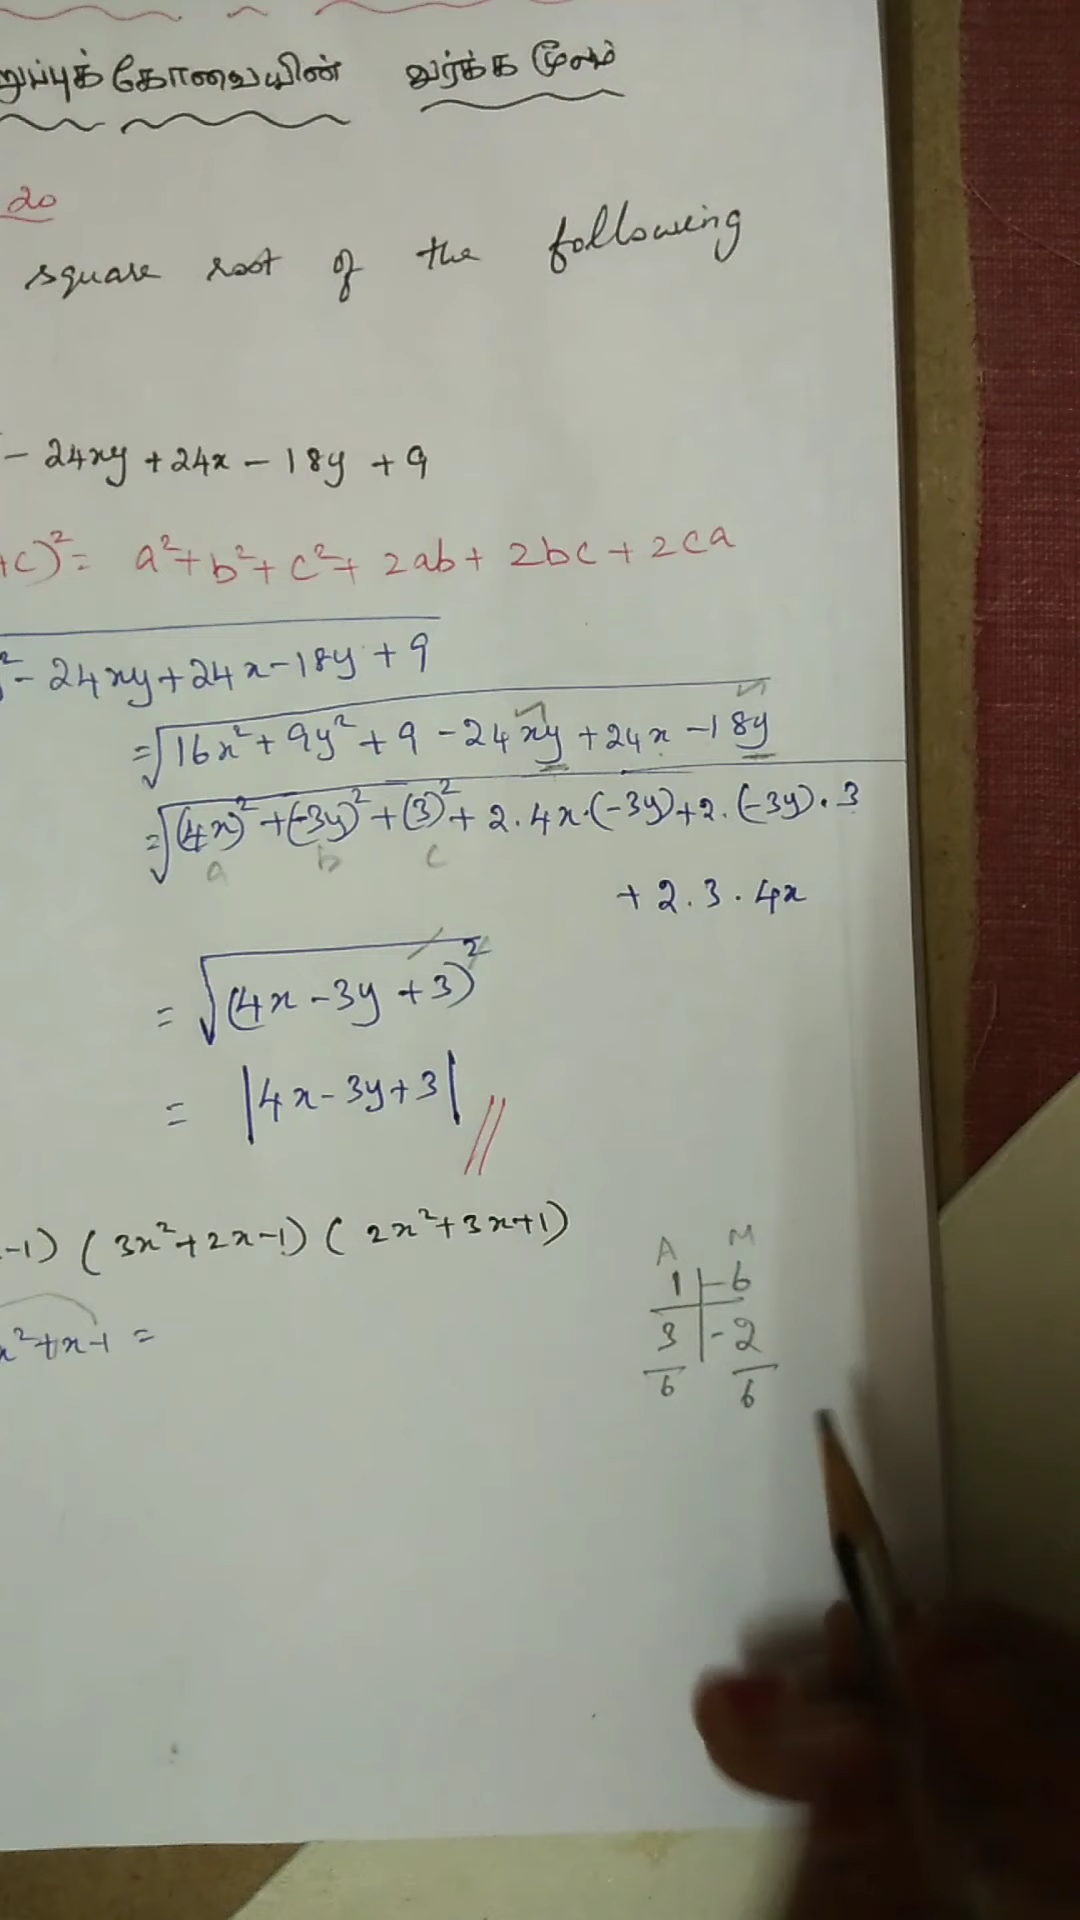 றுப்புக் கோவையின் வர்க்க மூலம்
20
square root of the following
- 24xy + 24x - 18y + 9
+c)² = a² + b² + c² + 2ab + 2bc + 2ca
² - 24xy + 24x - 18y + 9
= √16x² + 9y² + 9 - 24xy + 24x - 18y
= √(4x)² + (-3y)² + (3)² + 2.4x.(-3y) + 2.(-3y).3
a b c
+ 2.3.4x
= √(4x - 3y + 3)²
= |4x - 3y + 3| //
-1) (3x² + 2x - 1) (2x² + 3x + 1)
A M
1 -6
x² + x - 1 =
3 -2
6 6